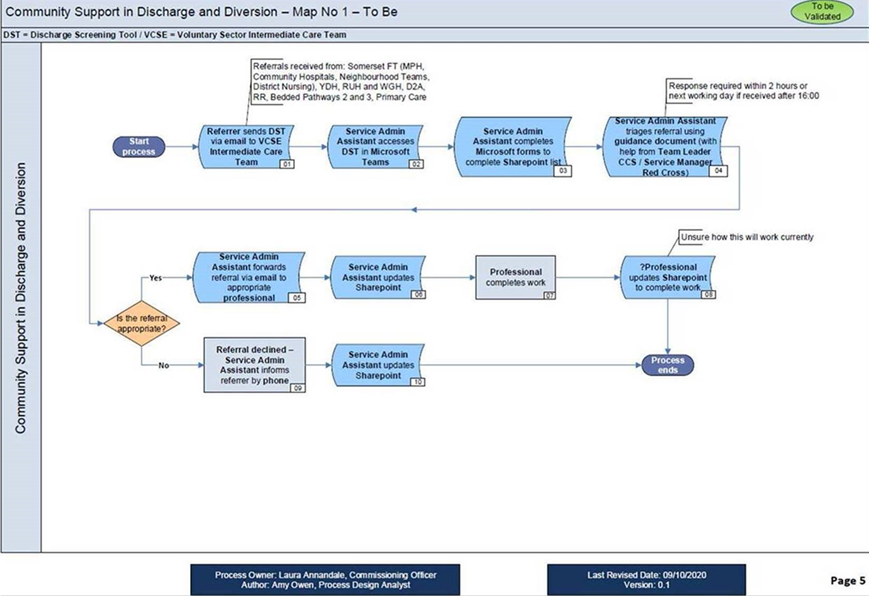 Community Support in Discharge and Diversion – Map No 1 – To Be
To be
Validated
DST = Discharge Screening Tool / VCSE = Voluntary Sector Intermediate Care Team
Community Support in Discharge and Diversion
Referrals received from: Somerset FT (MPH,
Community Hospitals, Neighbourhood Teams,
District Nursing), YDH, RUH and WGH, D2A,
RR, Bedded Pathways 2 and 3, Primary Care
Response required within 2 hours or
next working day if received after 16:00
Start
process
Referrer sends DST
via email to VCSE
Intermediate Care
Team
01
Service Admin
Assistant accesses
DST in Microsoft
Teams
02
Service Admin
Assistant completes
Microsoft forms to
complete Sharepoint list
03
Service Admin Assistant
triages referral using
guidance document (with
help from Team Leader
CCS / Service Manager
Red Cross)
04
Unsure how this will work currently
Is the referral
appropriate?
Yes
Service Admin
Assistant forwards
referral via email to
appropriate
professional
05
Service Admin
Assistant updates
Sharepoint
06
Professional
completes work
07
?Professional
updates Sharepoint
to complete work
08
No
Referral declined –
Service Admin
Assistant informs
referrer by phone
09
Service Admin
Assistant updates
Sharepoint
10
Process
ends
Process Owner: Laura Annandale, Commissioning Officer
Author: Amy Owen, Process Design Analyst
Last Revised Date: 09/10/2020
Version: 0.1
Page 5